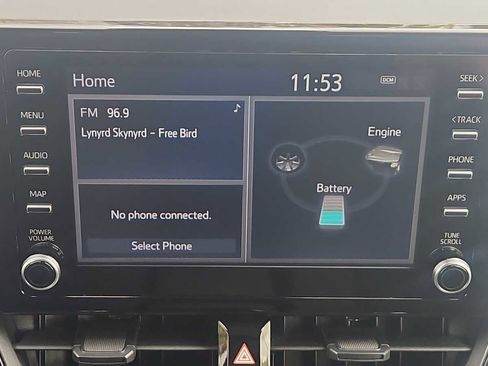 HOME
MENU
AUDIO
MAP
POWER
VOLUME
Home
11:53
DCM
FM 96.9
Lynyrd Skynyrd – Free Bird
No phone connected.
Select Phone
Engine
Battery
SEEK >
< TRACK
PHONE
APPS
TUNE
SCROLL